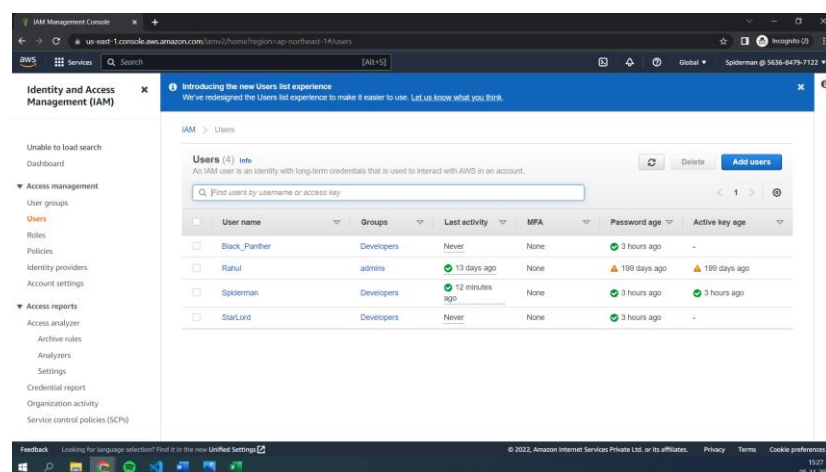 IAM Management Console
us-east-1.console.aws.amazon.com/iamv2/home?region=ap-northeast-1#/users
Incognito (2)
aws
Services
Search
[Alt+S]
Global
Spiderman @ 5636-8479-7122
Identity and Access Management (IAM)
Unable to load search
Dashboard
Access management
User groups
Users
Roles
Policies
Identity providers
Account settings
Access reports
Access analyzer
Archive rules
Analyzers
Settings
Credential report
Organization activity
Service control policies (SCPs)
Introducing the new Users list experience
We've redesigned the Users list experience to make it easier to use. Let us know what you think.
IAM > Users
Users (4) Info
An IAM user is an identity with long-term credentials that is used to interact with AWS in an account.
Delete
Add users
Find users by username or access key
1
User name Groups Last activity MFA Password age Active key age
Black_Panther Developers Never None 3 hours ago -
Rahul admins 13 days ago None 199 days ago 199 days ago
Spiderman Developers 12 minutes ago None 3 hours ago 3 hours ago
StarLord Developers Never None 3 hours ago -
Feedback Looking for language selection? Find it in the new Unified Settings
© 2022, Amazon Internet Services Private Ltd. or its affiliates. Privacy Terms Cookie preferences
15:27